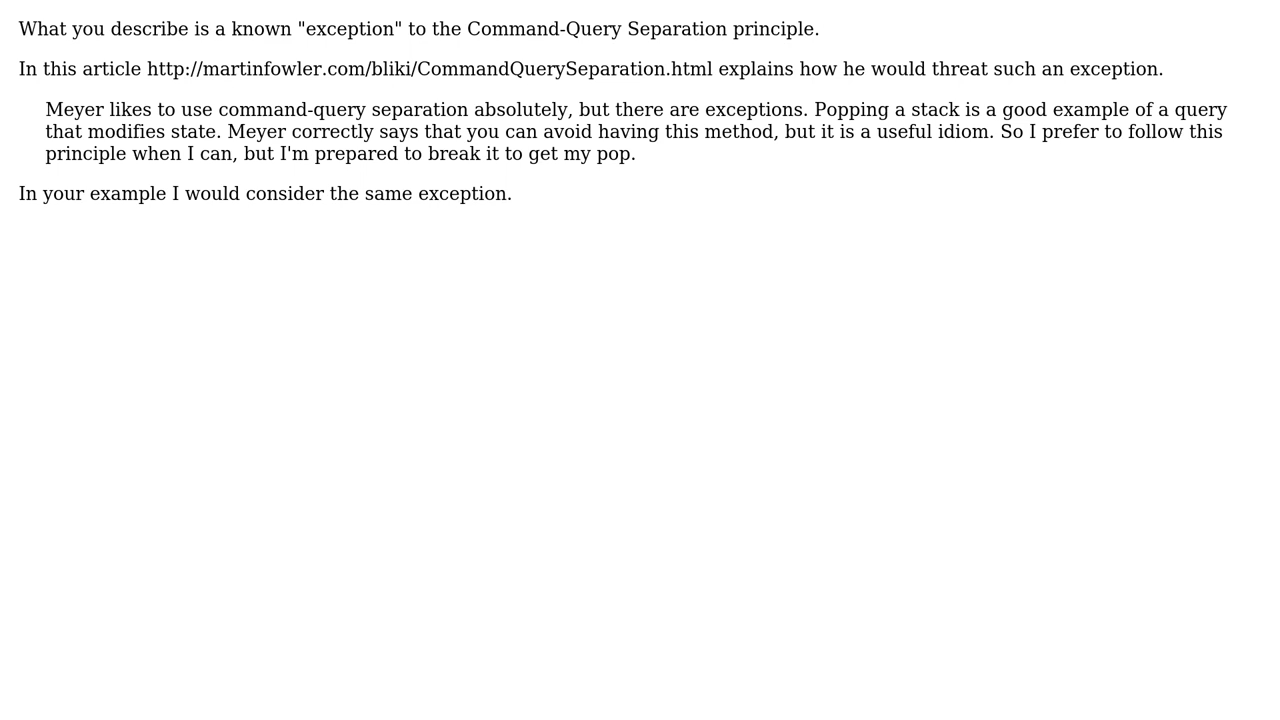 What you describe is a known "exception" to the Command-Query Separation principle.
In this article http://martinfowler.com/bliki/CommandQuerySeparation.html explains how he would threat such an exception.
Meyer likes to use command-query separation absolutely, but there are exceptions. Popping a stack is a good example of a query
that modifies state. Meyer correctly says that you can avoid having this method, but it is a useful idiom. So I prefer to follow this
principle when I can, but I'm prepared to break it to get my pop.
In your example I would consider the same exception.